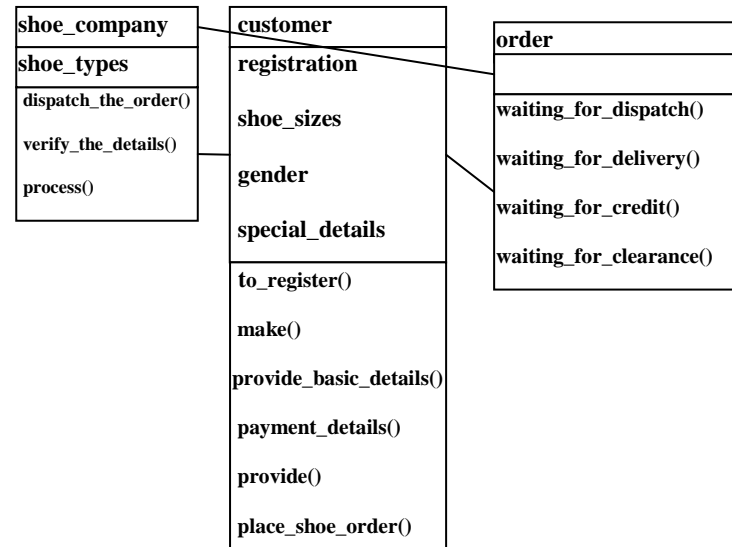 shoe_company
shoe_types
dispatch_the_order()
verify_the_details()
process()
customer
registration
shoe_sizes
gender
special_details
to_register()
make()
provide_basic_details()
payment_details()
provide()
place_shoe_order()
order
waiting_for_dispatch()
waiting_for_delivery()
waiting_for_credit()
waiting_for_clearance()